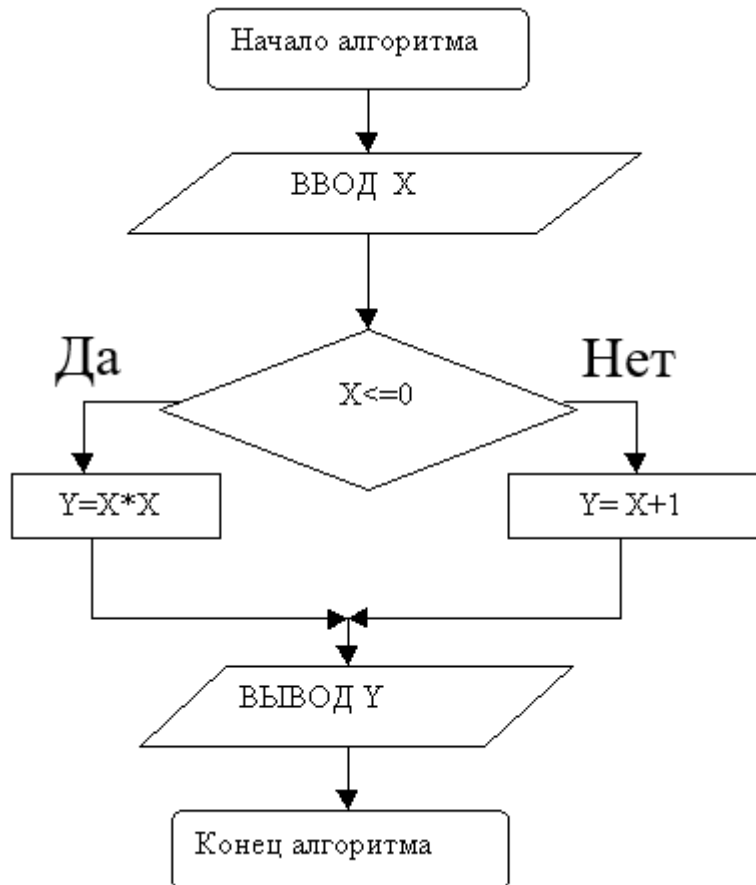 Начало алгоритма
ВВОД X
Да
Нет
X<=0
Y=X*X
Y= X+1
ВЫВОД Y
Конец алгоритма